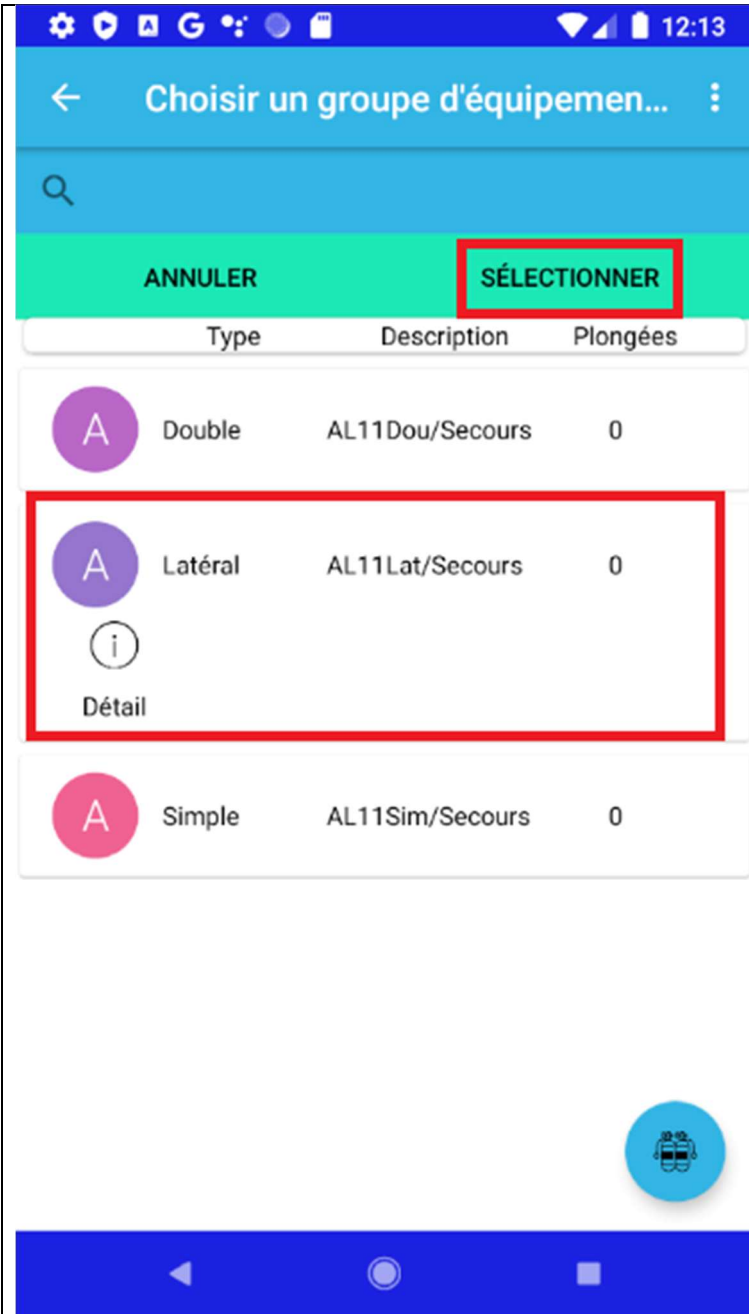 12:13
Choisir un groupe d'équipemen...
ANNULER SÉLECTIONNER
Type Description Plongées
A Double AL11Dou/Secours 0
A Latéral AL11Lat/Secours 0
i
Détail
A Simple AL11Sim/Secours 0